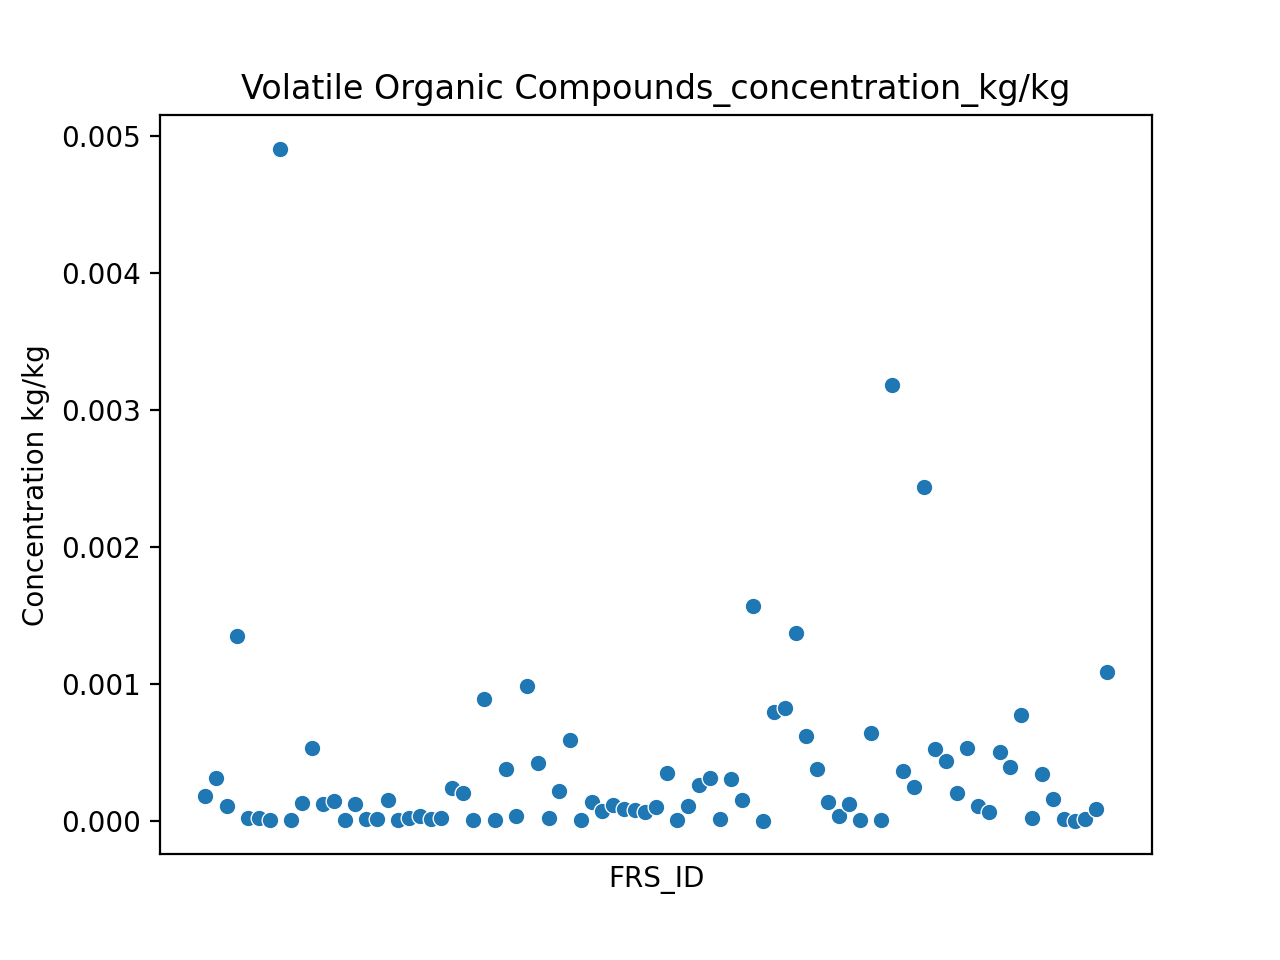 Volatile Organic Compounds_concentration_kg/kg
0.005
0.004
0.003
0.002
0.001
0.000
Concentration kg/kg
FRS_ID